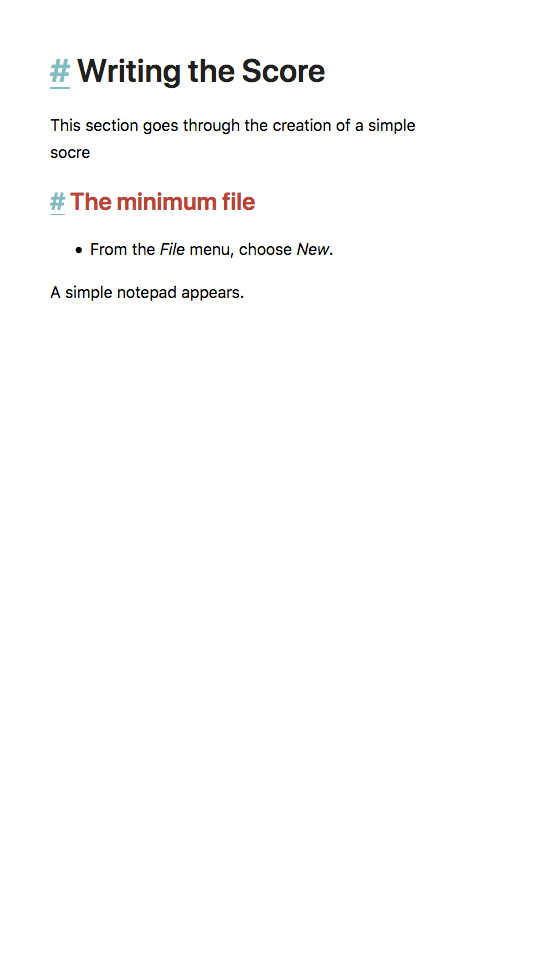 # Writing the Score
This section goes through the creation of a simple
socre
# The minimum file
• From the File menu, choose New.
A simple notepad appears.